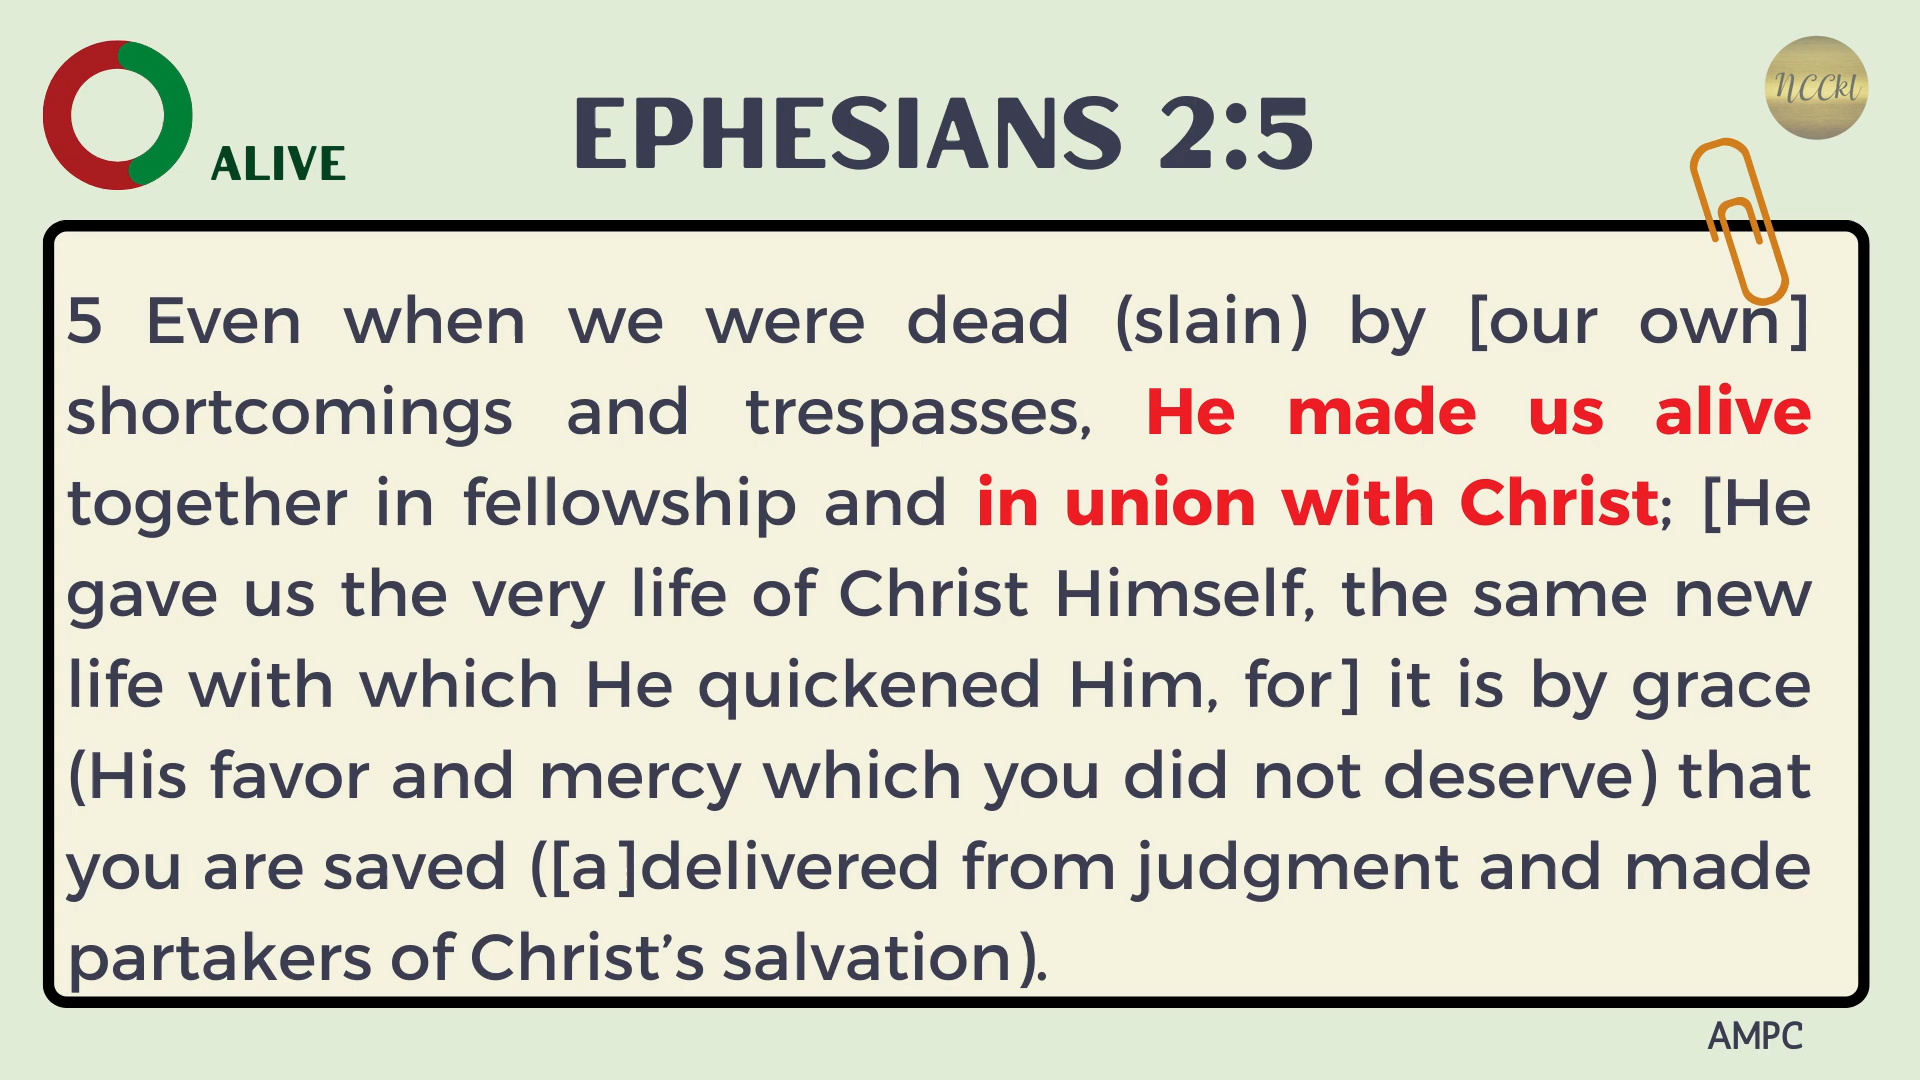 ALIVE
EPHESIANS 2:5
NCCkl
5 Even when we were dead (slain) by [our own]
shortcomings and trespasses, He made us alive
together in fellowship and in union with Christ; [He
gave us the very life of Christ Himself, the same new
life with which He quickened Him, for] it is by grace
(His favor and mercy which you did not deserve) that
you are saved ([a]delivered from judgment and made
partakers of Christ’s salvation).
AMPC